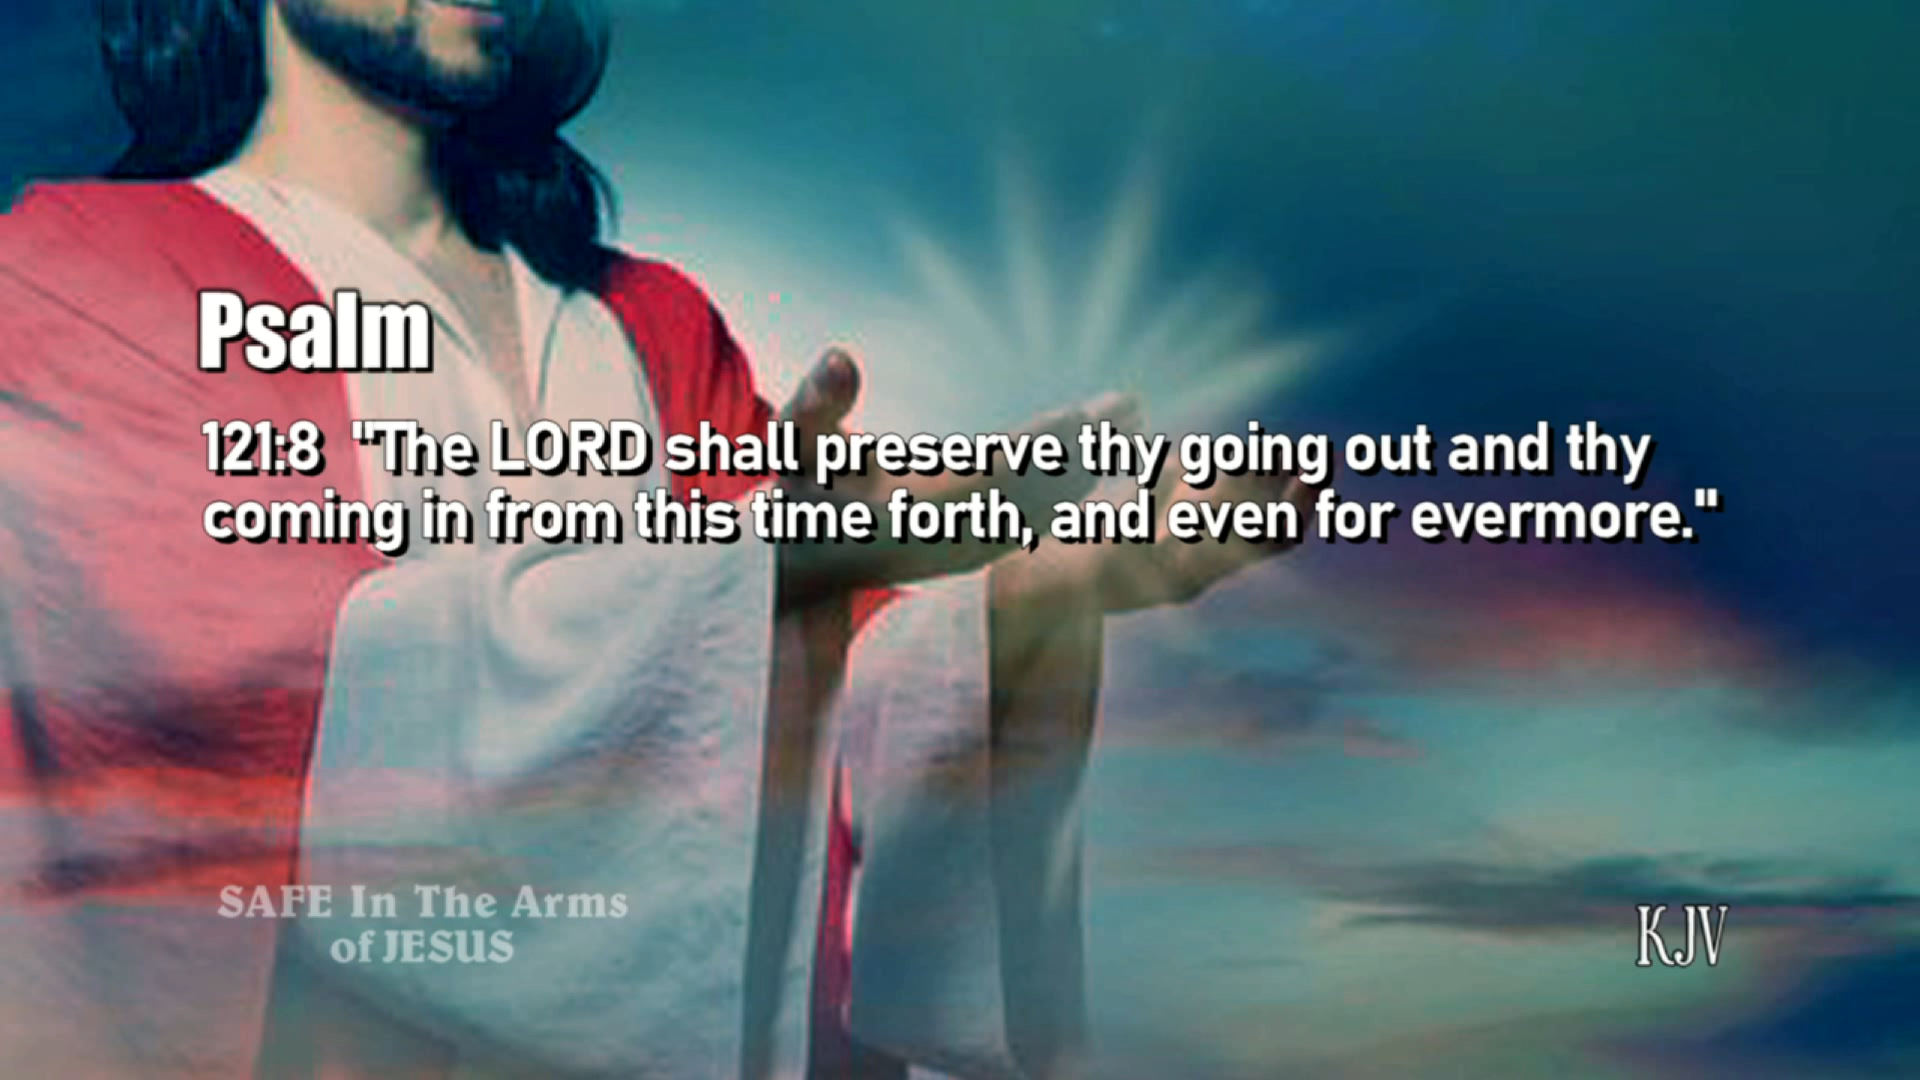 Psalm
121:8 "The LORD shall preserve thy going out and thy
coming in from this time forth, and even for evermore."
SAFE In The Arms
of JESUS
KJV